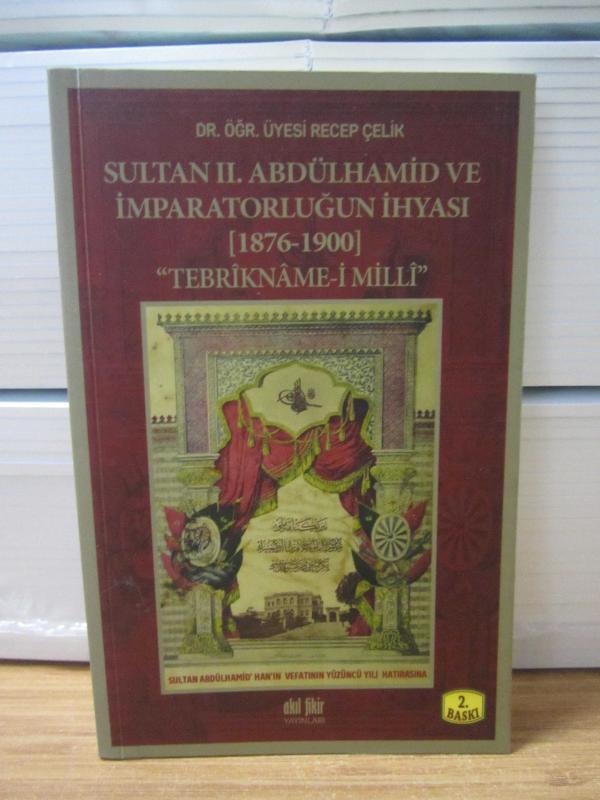 DR. ÖĞR. ÜYESİ RECEP ÇELİK
SULTAN II. ABDÜLHAMİD VE
İMPARATORLUĞUN İHYASI
[1876-1900]
“TEBRÎKNÂME-İ MİLLÎ”
SULTAN ABDÜLHAMİD' HAN'IN VEFATININ YÜZÜNCÜ YILI HATIRASINA
akıl fikir
YAYINLARI
2.
BASKI